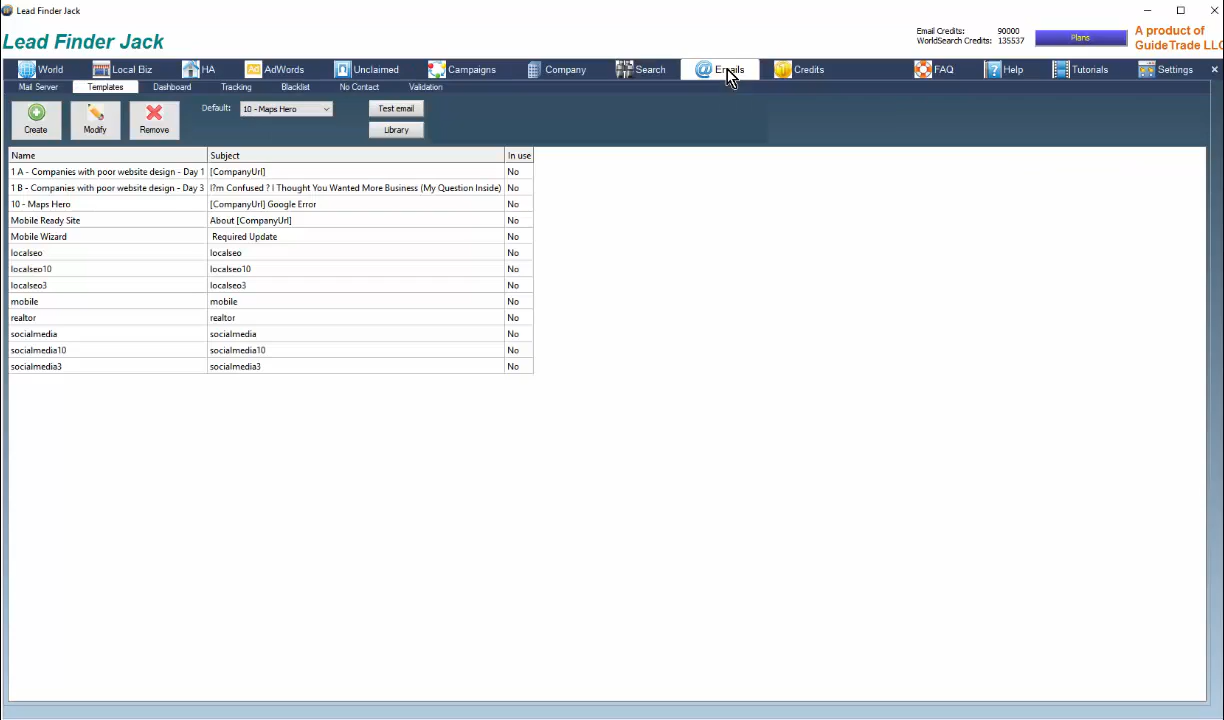 Lead Finder Jack
Lead Finder Jack
Email Credits: 90000
WorldSearch Credits: 135537
Plans
A product of
GuideTrade LLC
World Local Biz HA AdWords Unclaimed Campaigns Company Search Emails Credits FAQ Help Tutorials Settings
Mail Server Templates Dashboard Tracking Blacklist No Contact Validation
Create Modify Remove Default: 10 - Maps Hero Test email
Library
Name Subject In use
1 A - Companies with poor website design - Day 1 [CompanyUrl] No
1 B - Companies with poor website design - Day 3 I?m Confused ? I Thought You Wanted More Business (My Question Inside) No
10 - Maps Hero [CompanyUrl] Google Error No
Mobile Ready Site About [CompanyUrl] No
Mobile Wizard Required Update No
localseo localseo No
localseo10 localseo10 No
localseo3 localseo3 No
mobile mobile No
realtor realtor No
socialmedia socialmedia No
socialmedia10 socialmedia10 No
socialmedia3 socialmedia3 No